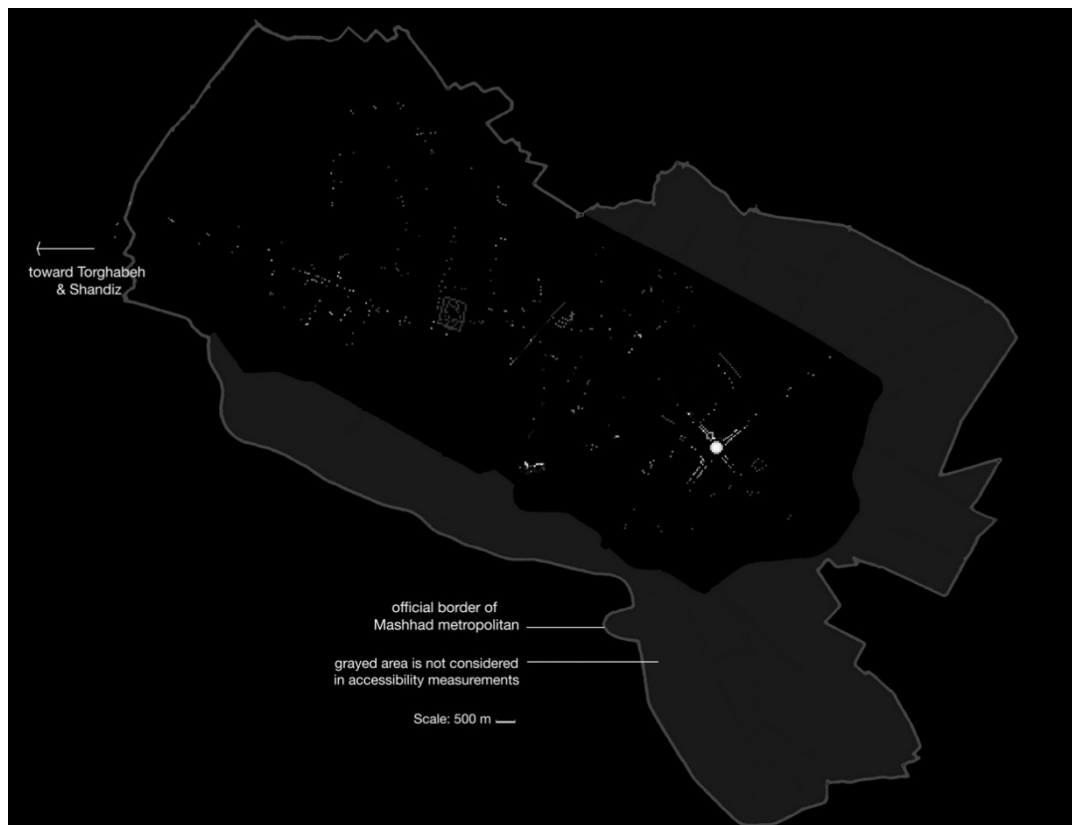 toward Torghabeh
& Shandiz
official border of
Mashhad metropolitan
grayed area is not considered
in accessibility measurements
Scale: 500 m